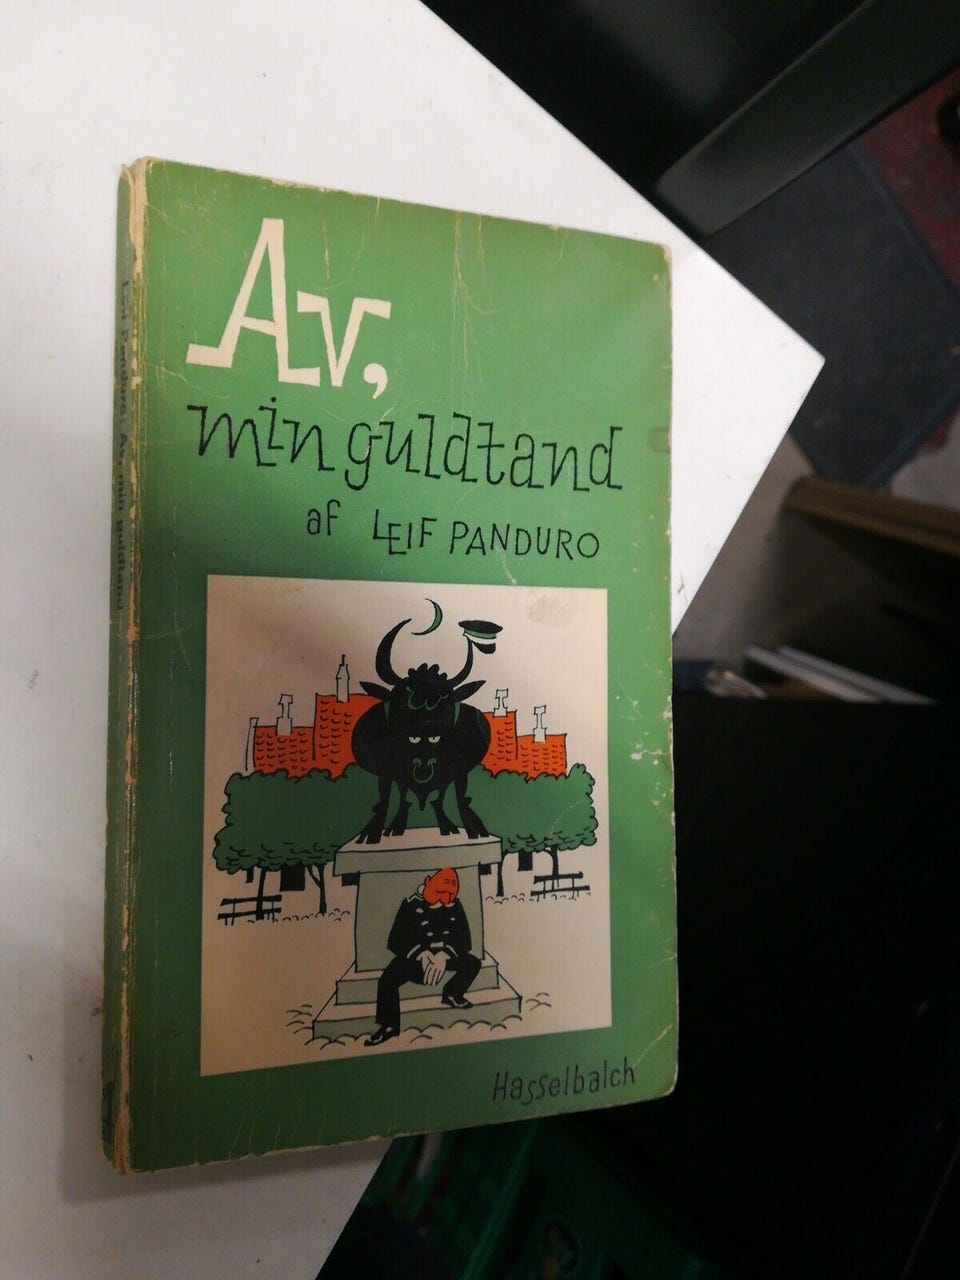 Av,
min guldtand
af LEIF PANDURO
Hasselbalch
Leif Panduro: Av, min guldtand